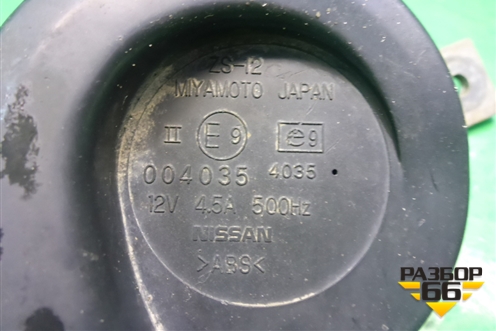 ZS-12
MIYAMOTO JAPAN
II E9 e9
004035 4035
12V 4.5A 500Hz
NISSAN
>ABS<
РАЗБОР
66